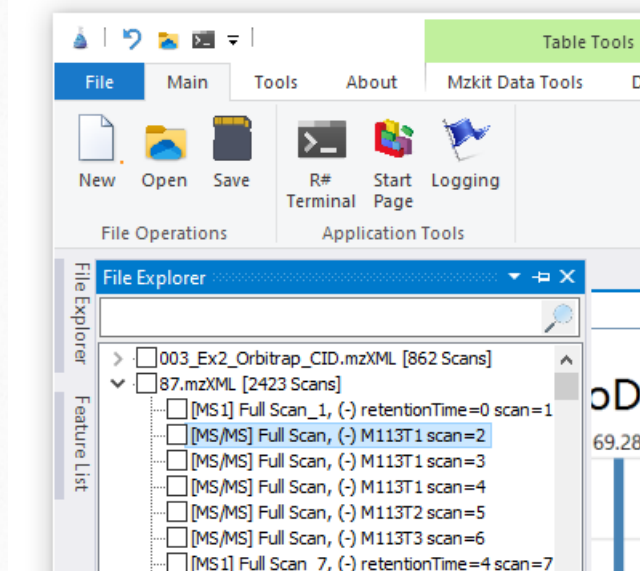 Table Tools
File Main Tools About Mzkit Data Tools
New Open Save R# Terminal Start Page Logging
File Operations Application Tools
File Explorer
Feature List
File Explorer
003_Ex2_Orbitrap_CID.mzXML [862 Scans]
87.mzXML [2423 Scans]
[MS1] Full Scan_1, (-) retentionTime=0 scan=1
[MS/MS] Full Scan, (-) M113T1 scan=2
[MS/MS] Full Scan, (-) M113T1 scan=3
[MS/MS] Full Scan, (-) M113T1 scan=4
[MS/MS] Full Scan, (-) M113T2 scan=5
[MS/MS] Full Scan, (-) M113T3 scan=6
[MS1] Full Scan_7, (-) retentionTime=4 scan=7
oD
69.28